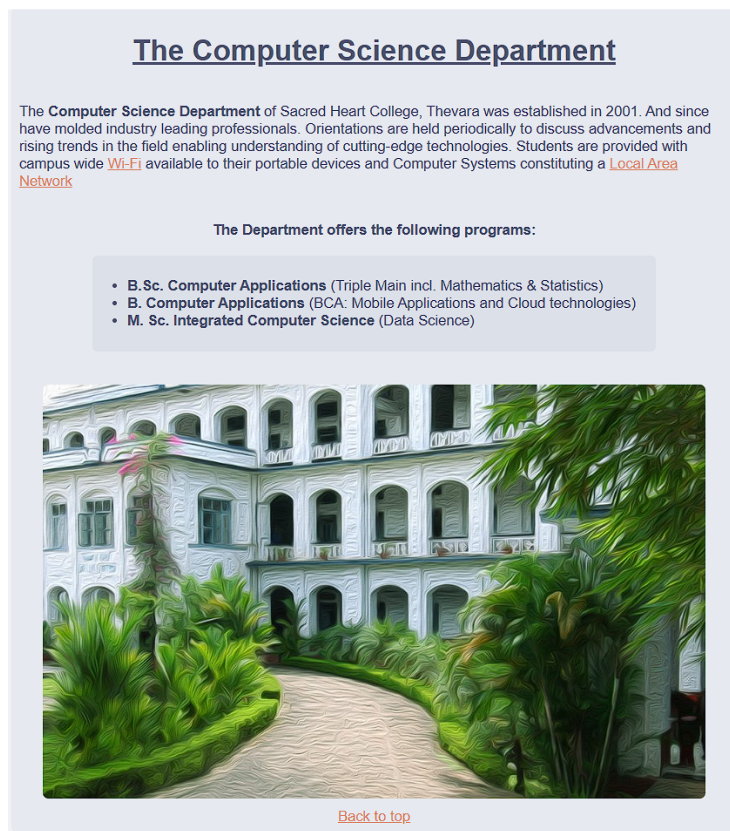 The Computer Science Department
The Computer Science Department of Sacred Heart College, Thevara was established in 2001. And since
have molded industry leading professionals. Orientations are held periodically to discuss advancements and
rising trends in the field enabling understanding of cutting-edge technologies. Students are provided with
campus wide Wi-Fi available to their portable devices and Computer Systems constituting a Local Area
Network
The Department offers the following programs:
• B.Sc. Computer Applications (Triple Main incl. Mathematics & Statistics)
• B. Computer Applications (BCA: Mobile Applications and Cloud technologies)
• M. Sc. Integrated Computer Science (Data Science)
Back to top